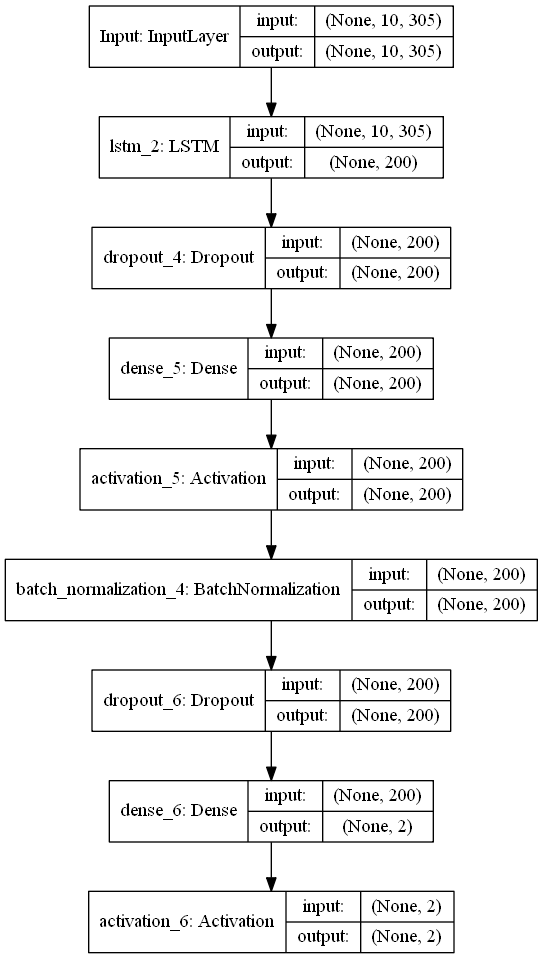 Input: InputLayer
input: (None, 10, 305)
output: (None, 10, 305)
lstm_2: LSTM
input: (None, 10, 305)
output: (None, 200)
dropout_4: Dropout
input: (None, 200)
output: (None, 200)
dense_5: Dense
input: (None, 200)
output: (None, 200)
activation_5: Activation
input: (None, 200)
output: (None, 200)
batch_normalization_4: BatchNormalization
input: (None, 200)
output: (None, 200)
dropout_6: Dropout
input: (None, 200)
output: (None, 200)
dense_6: Dense
input: (None, 200)
output: (None, 2)
activation_6: Activation
input: (None, 2)
output: (None, 2)